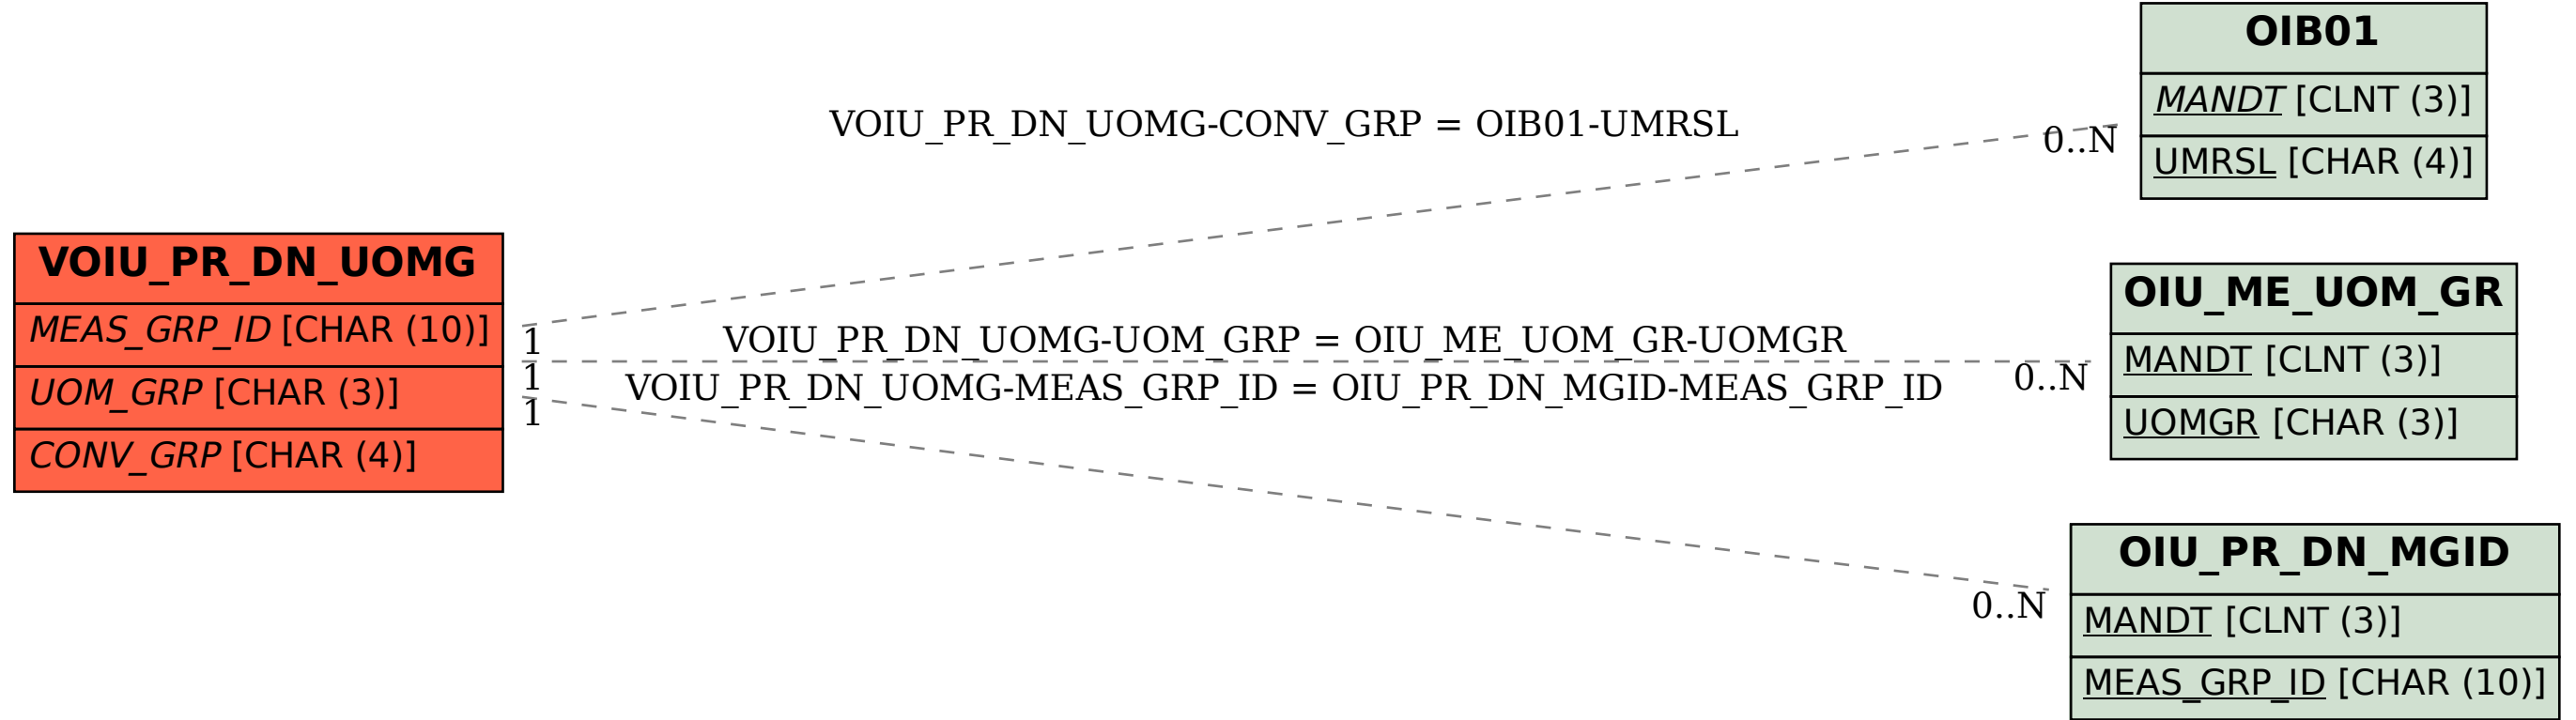 OIB01
MANDT [CLNT (3)]
UMRSL [CHAR (4)]
VOIU_PR_DN_UOMG-CONV_GRP = OIB01-UMRSL
0..N
VOIU_PR_DN_UOMG
MEAS_GRP_ID [CHAR (10)]
UOM_GRP [CHAR (3)]
CONV_GRP [CHAR (4)]
1
1
1
VOIU_PR_DN_UOMG-UOM_GRP = OIU_ME_UOM_GR-UOMGR
0..N
VOIU_PR_DN_UOMG-MEAS_GRP_ID = OIU_PR_DN_MGID-MEAS_GRP_ID
0..N
OIU_ME_UOM_GR
MANDT [CLNT (3)]
UOMGR [CHAR (3)]
OIU_PR_DN_MGID
MANDT [CLNT (3)]
MEAS_GRP_ID [CHAR (10)]